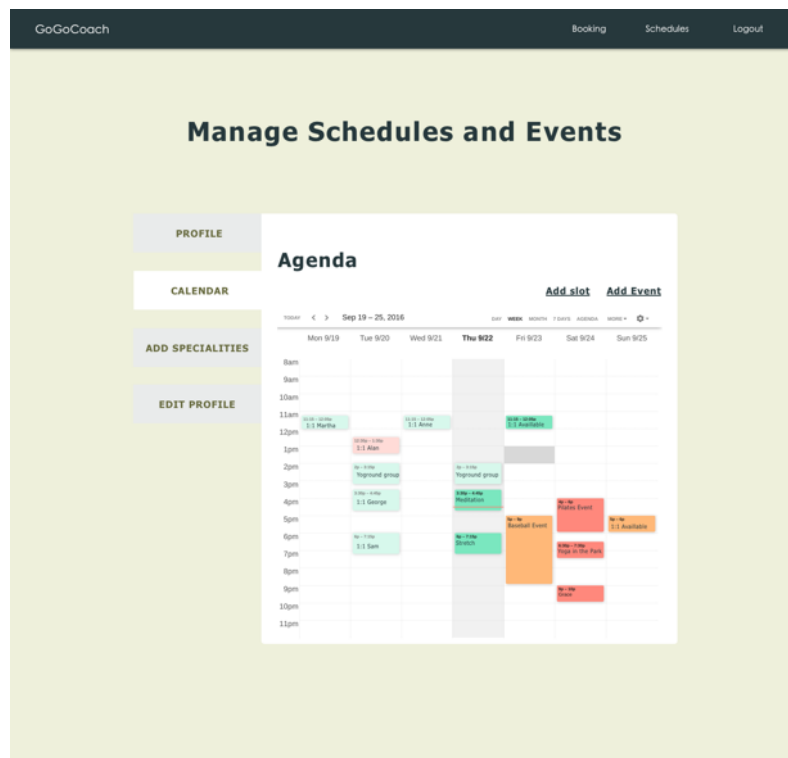 GoGoCoach Booking Schedules Logout
Manage Schedules and Events
PROFILE
CALENDAR
ADD SPECIALITIES
EDIT PROFILE
Agenda
Add slot Add Event
TODAY < > Sep 19 – 25, 2016 DAY WEEK MONTH 7 DAYS AGENDA MORE
Mon 9/19 Tue 9/20 Wed 9/21 Thu 9/22 Fri 9/23 Sat 9/24 Sun 9/25
8am
9am
10am
11am
1:1 Martha 1:1 Anne 1:1 Available
12pm
1:1 Alan
1pm
2pm
Yoground group Yoground group
3pm
1:1 George Meditation
4pm
Pilates Event
5pm
Baseball Event 1:1 Available
6pm
1:1 Sam Stretch
Yoga in the Park
7pm
8pm
9pm
10pm
11pm